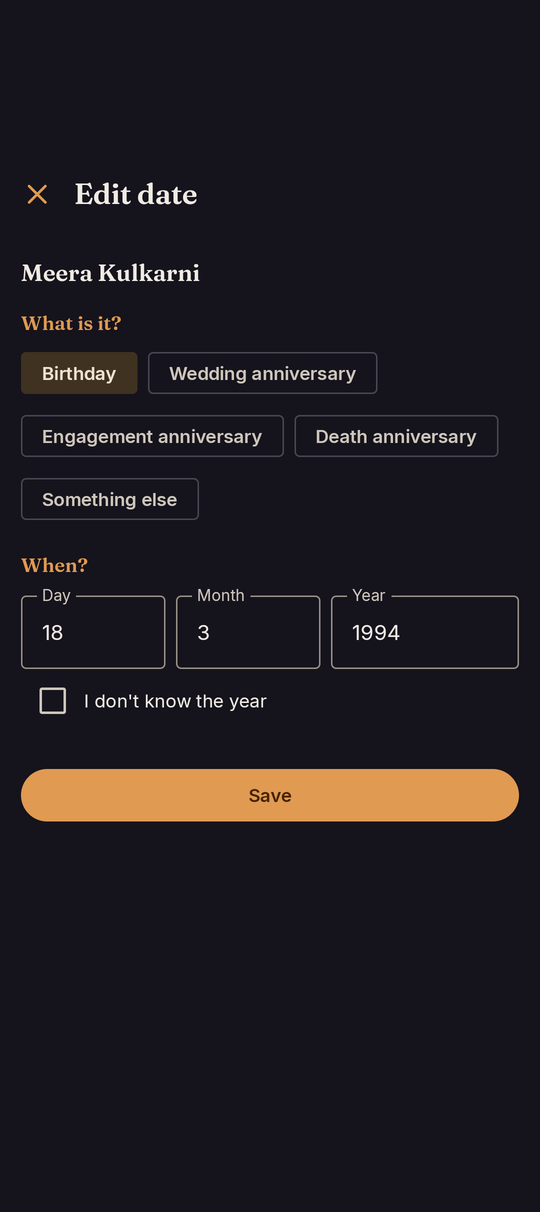 Edit date
Meera Kulkarni
What is it?
Birthday
Wedding anniversary
Engagement anniversary
Death anniversary
Something else
When?
Day
Month
Year
18
3
1994
I don't know the year
Save